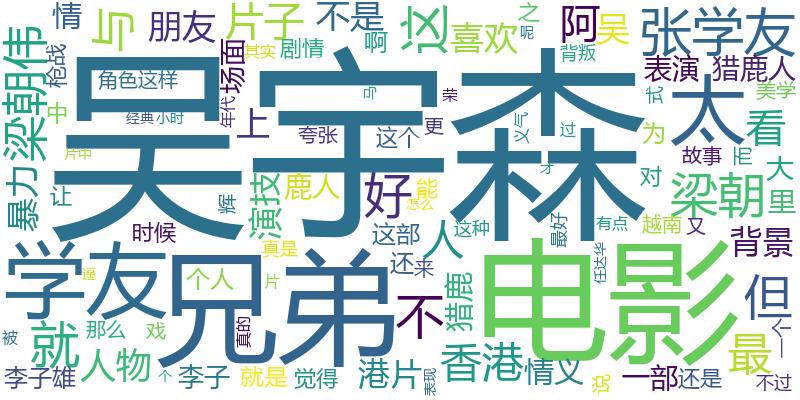 吴宇森
电影
兄弟
学友
太
张学友
梁朝伟
梁朝
香港
不
好
这
与
就
最
但
看
人
阿
吴
上
人物
暴力
演技
背景
情义
港片
猎鹿
猎鹿人
鹿人
表演
喜欢
片子
不是
朋友
场面
情
枪战
剧情
啊
其实
背叛
之
呢
角色这样
经典
小时
年代
中
片中
让
辉
夸张
这个
更
马
荣
义气
过
才
式
美学
为
故事
而
大
里
对
能
怎么
这部
这种
还
来
最好
有点
任达华
越南
又
时候
真是
个人
片
逼
被
那么
戏
个
真的
李子雄
李子
就是
觉得
表现
没
一部
还是
不过
一个